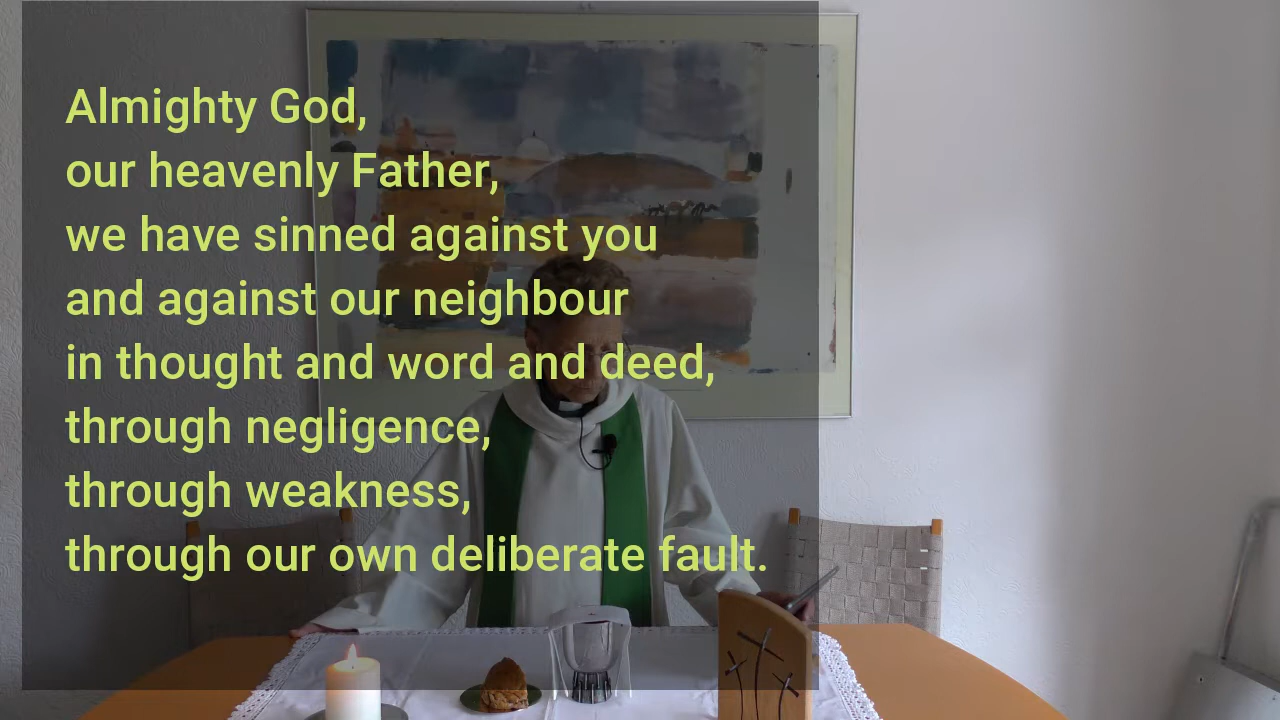 Almighty God,
our heavenly Father,
we have sinned against you
and against our neighbour
in thought and word and deed,
through negligence,
through weakness,
through our own deliberate fault.